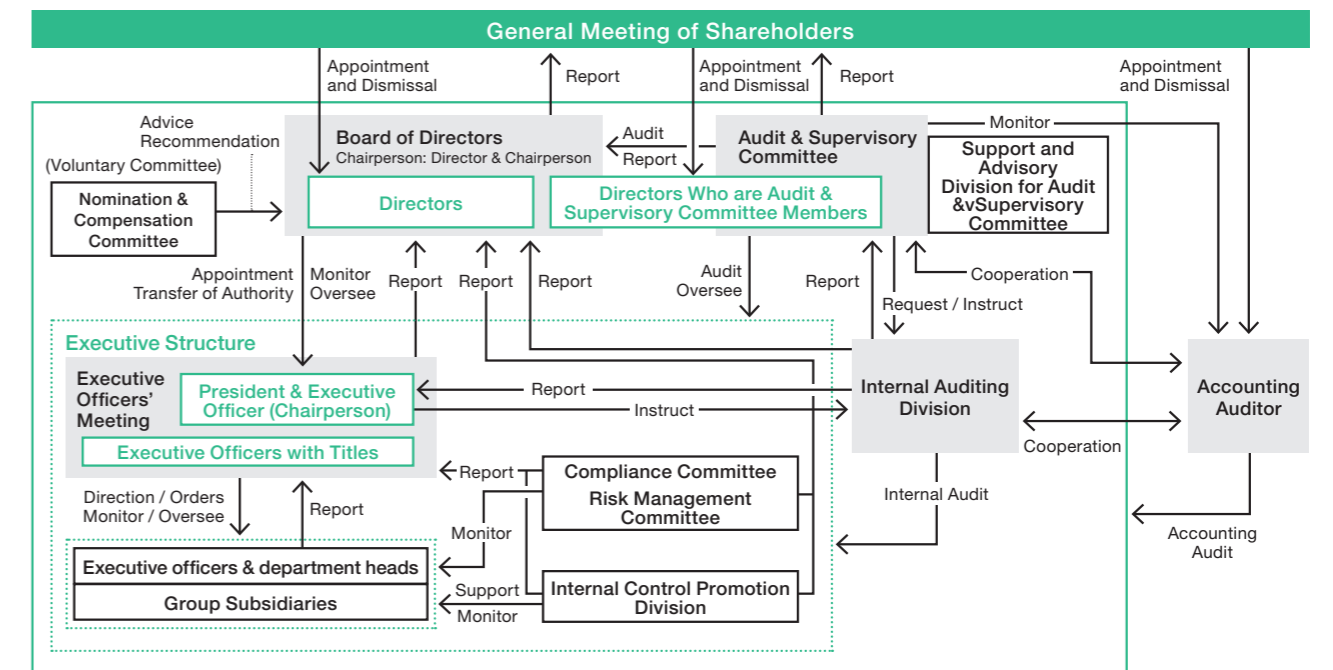 General Meeting of Shareholders
Appointment
and Dismissal
Report
Appointment
and Dismissal
Report
Appointment
and Dismissal
Advice
Recommendation
(Voluntary Committee)
Nomination &
Compensation
Committee
Board of Directors
Chairperson: Director & Chairperson
Directors
Audit
Report
Audit & Supervisory
Committee
Directors Who are Audit &
Supervisory Committee Members
Monitor
Support and
Advisory
Division for Audit
&vSupervisory
Committee
Appointment
Transfer of Authority
Monitor
Oversee
Report
Report
Report
Audit
Oversee
Report
Request / Instruct
Cooperation
Executive Structure
Executive
Officers'
Meeting
President & Executive
Officer (Chairperson)
Executive Officers with Titles
Report
Instruct
Internal Auditing
Division
Accounting
Auditor
Cooperation
Direction / Orders
Monitor / Oversee
Report
Report
Compliance Committee
Risk Management
Committee
Monitor
Internal Audit
Accounting
Audit
Executive officers & department heads
Group Subsidiaries
Support
Monitor
Internal Control Promotion
Division